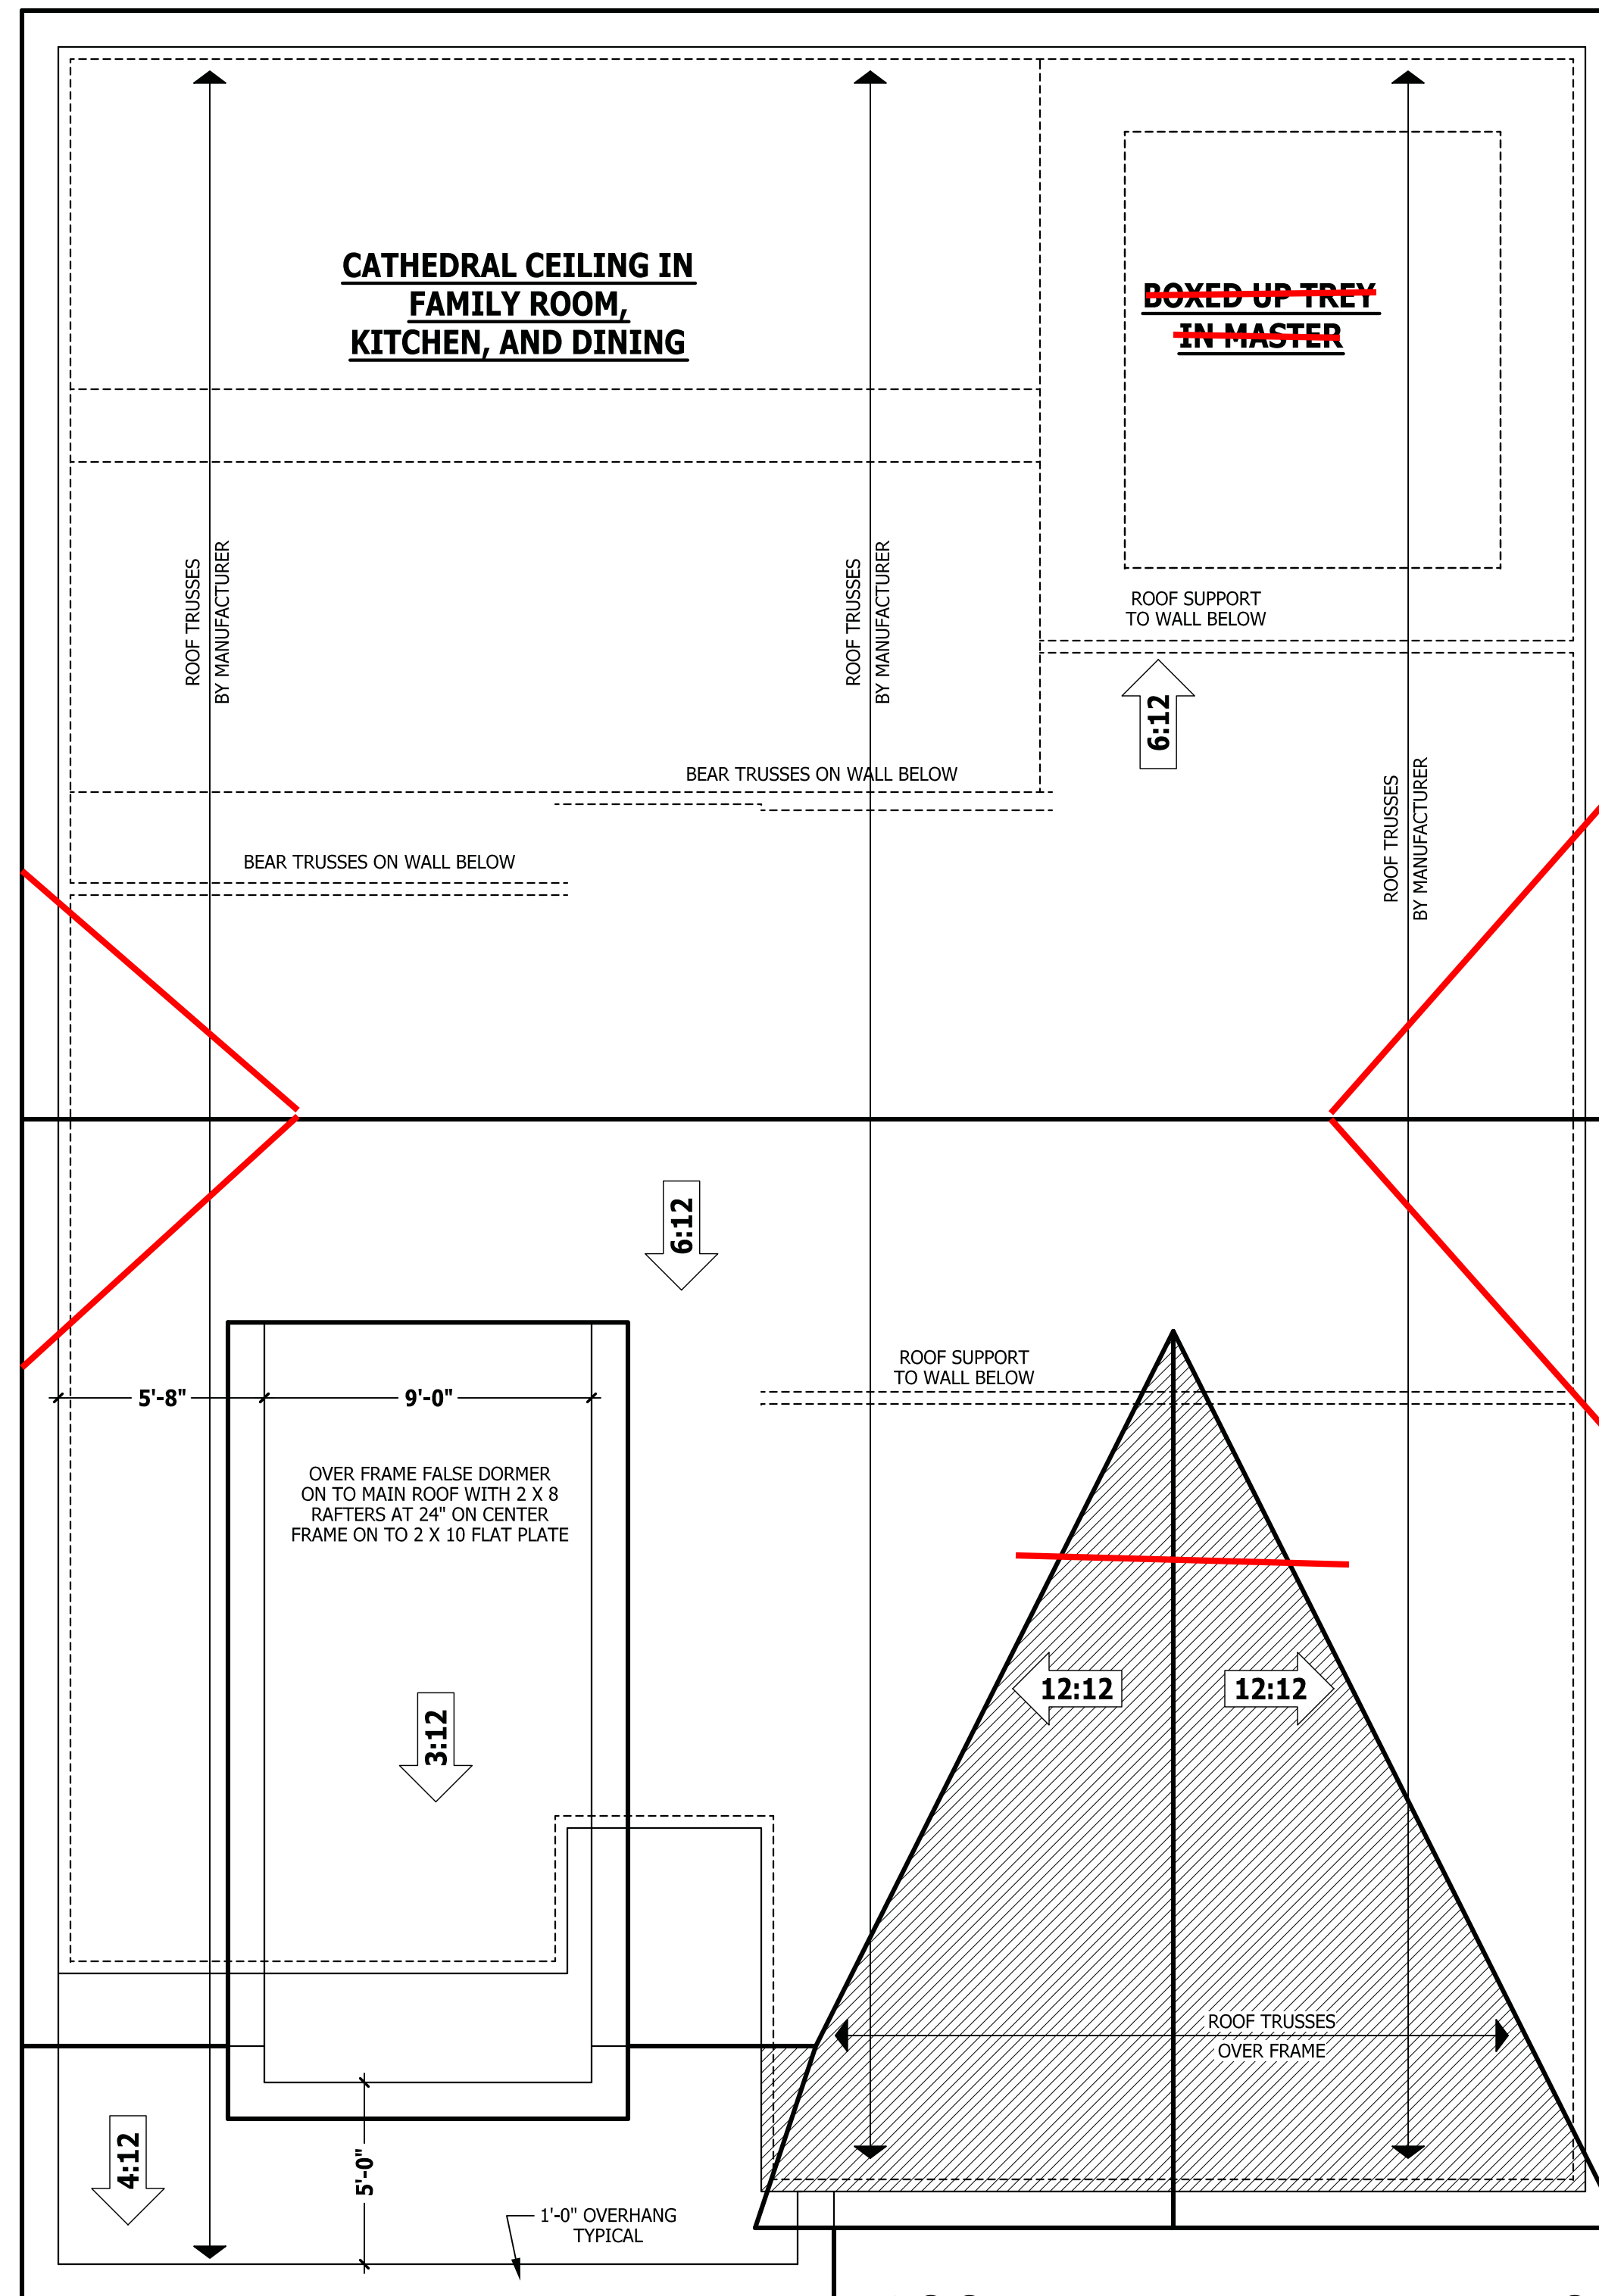 CATHEDRAL CEILING IN
FAMILY ROOM,
KITCHEN, AND DINING
BOXED UP TREY
IN MASTER
ROOF TRUSSES
BY MANUFACTURER
ROOF TRUSSES
BY MANUFACTURER
ROOF SUPPORT
TO WALL BELOW
6:12
BEAR TRUSSES ON WALL BELOW
ROOF TRUSSES
BY MANUFACTURER
BEAR TRUSSES ON WALL BELOW
6:12
ROOF SUPPORT
TO WALL BELOW
5'-8"
9'-0"
OVER FRAME FALSE DORMER
ON TO MAIN ROOF WITH 2 X 8
RAFTERS AT 24" ON CENTER
FRAME ON TO 2 X 10 FLAT PLATE
12:12
12:12
3:12
ROOF TRUSSES
OVER FRAME
4:12
5'-0"
1'-0" OVERHANG
TYPICAL